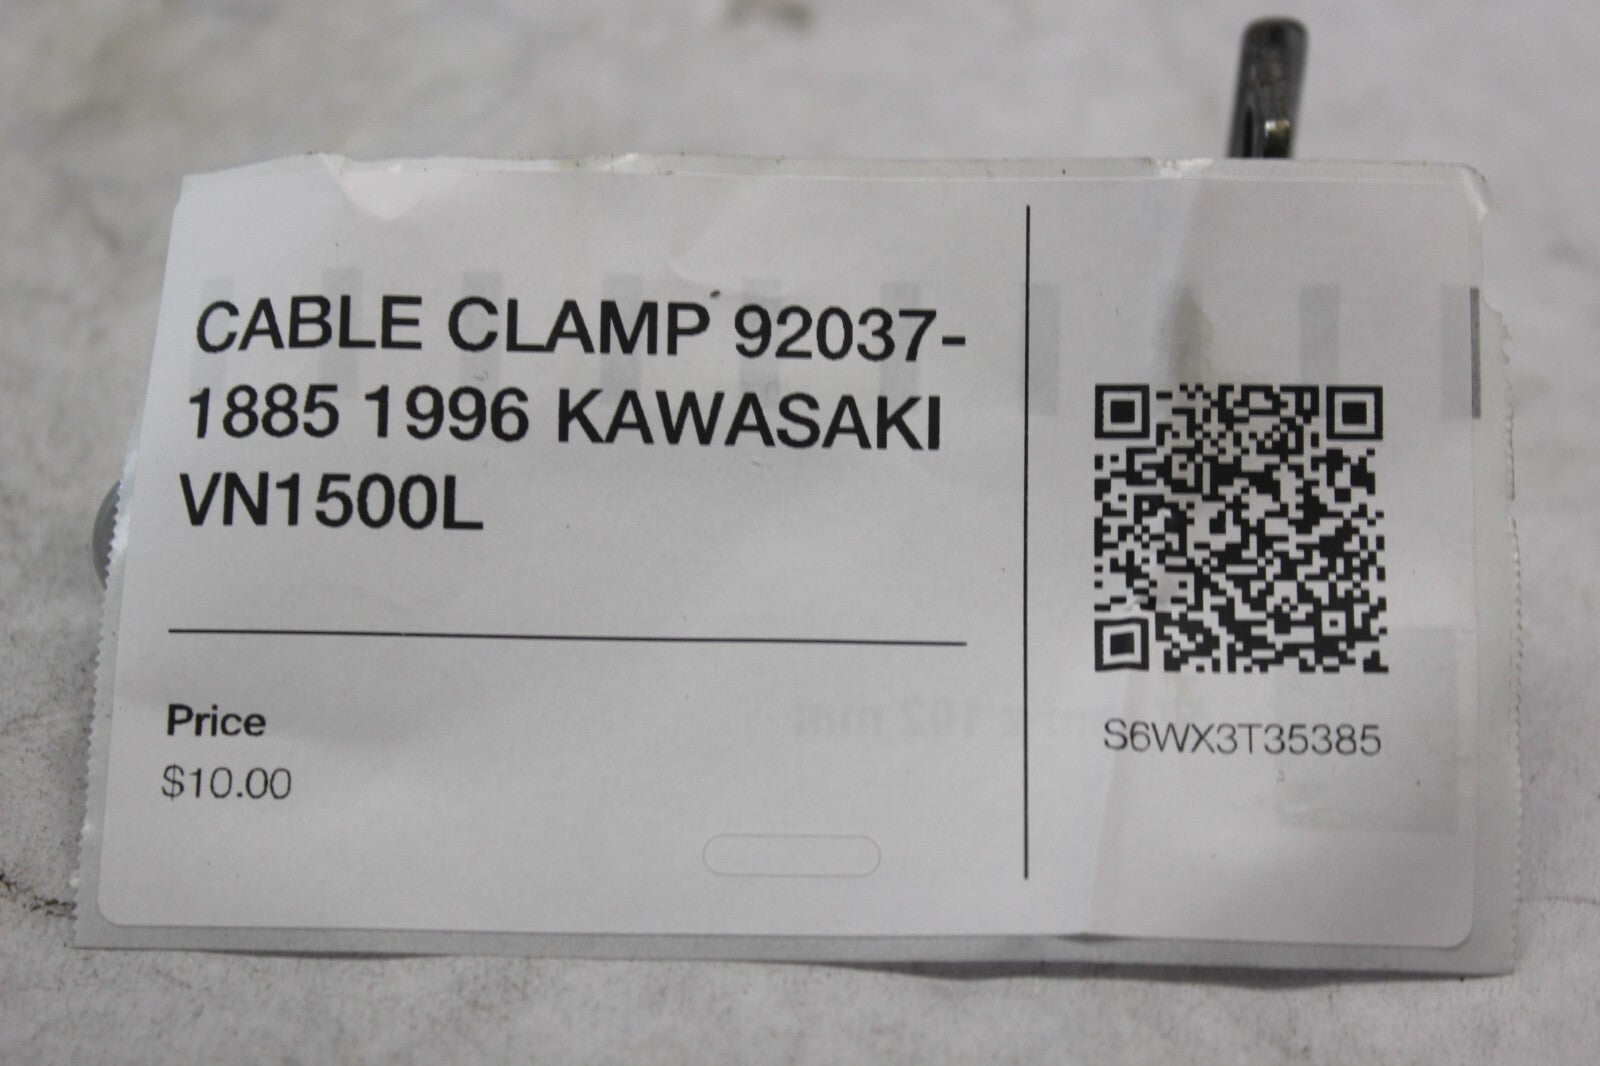 CABLE CLAMP 92037-
1885 1996 KAWASAKI
VN1500L
Price
$10.00
S6WX3T35385